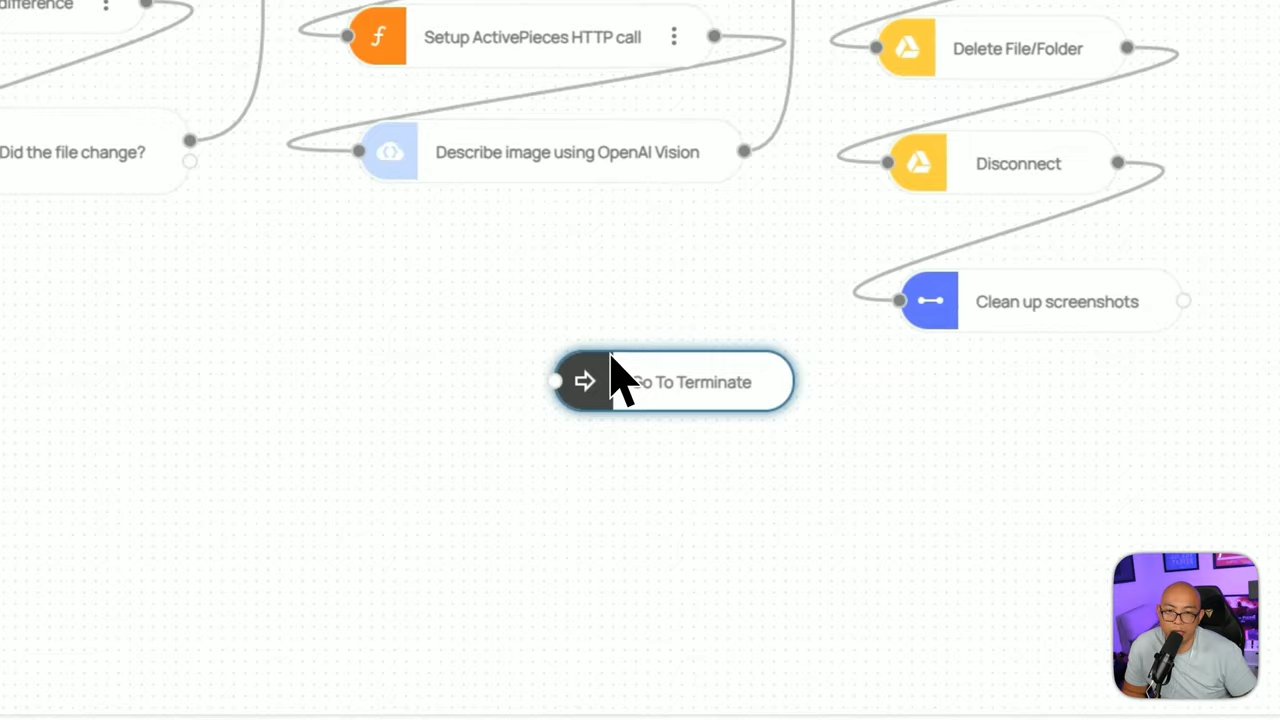 difference
Setup ActivePieces HTTP call
Delete File/Folder
Did the file change?
Describe image using OpenAI Vision
Disconnect
Clean up screenshots
Go To Terminate